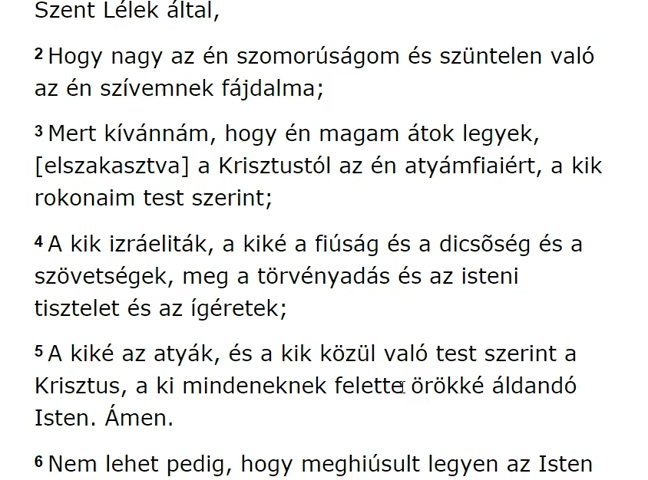 Szent Lélek által,
2 Hogy nagy az én szomorúságom és szüntelen való
az én szívemnek fájdalma;
3 Mert kívánnám, hogy én magam átok legyek,
[elszakasztva] a Krisztustól az én atyámfiaiért, a kik
rokonaim test szerint;
4 A kik izráeliták, a kiké a fiúság és a dicsõség és a
szövetségek, meg a törvényadás és az isteni
tisztelet és az ígéretek;
5 A kiké az atyák, és a kik közül való test szerint a
Krisztus, a ki mindeneknek felette örökké áldandó
Isten. Ámen.
6 Nem lehet pedig, hogy meghiúsult legyen az Isten